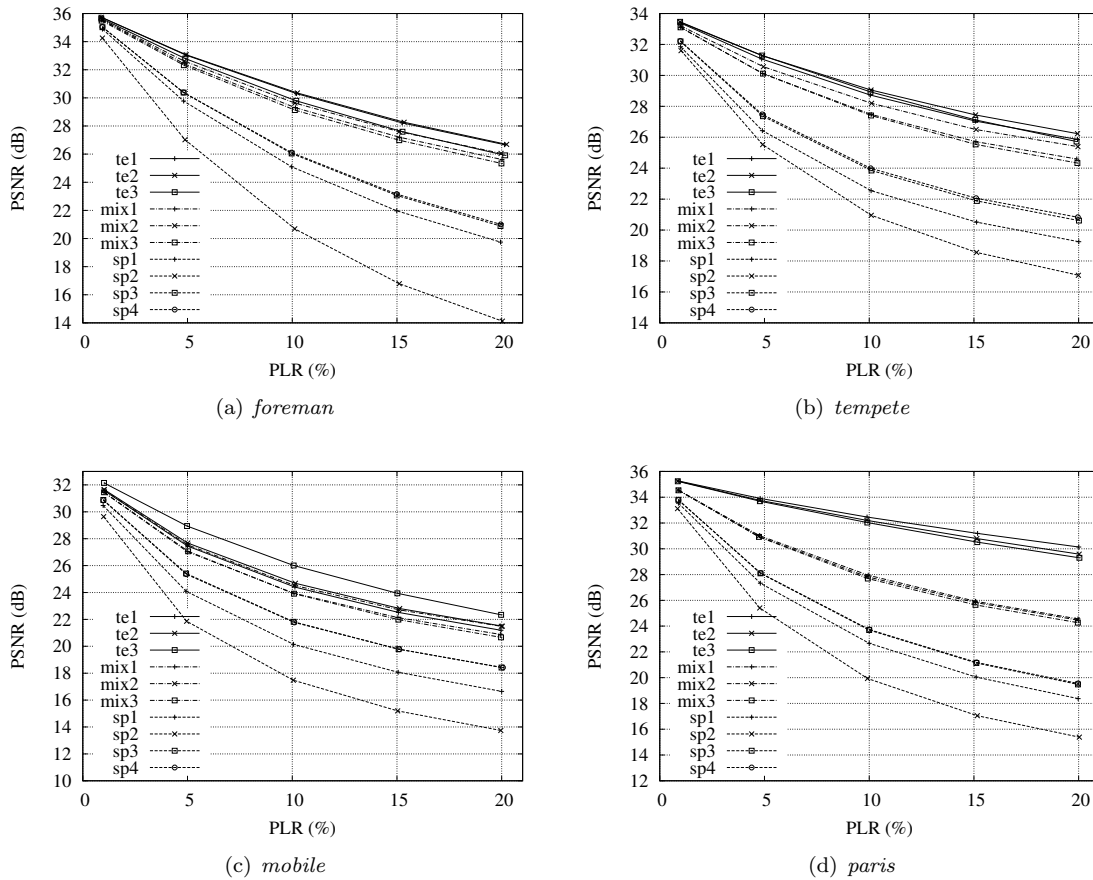 36
34
32
30
28
26
24
22
20
18
16
14
PSNR (dB)
te1
te2
te3
mix1
mix2
mix3
sp1
sp2
sp3
sp4
0 5 10 15 20
PLR (%)
(a) foreman
34
32
30
28
26
24
22
20
18
16
14
PSNR (dB)
te1
te2
te3
mix1
mix2
mix3
sp1
sp2
sp3
sp4
0 5 10 15 20
PLR (%)
(b) tempete
32
30
28
26
24
22
20
18
16
14
12
10
PSNR (dB)
te1
te2
te3
mix1
mix2
mix3
sp1
sp2
sp3
sp4
0 5 10 15 20
PLR (%)
(c) mobile
36
34
32
30
28
26
24
22
20
18
16
14
12
PSNR (dB)
te1
te2
te3
mix1
mix2
mix3
sp1
sp2
sp3
sp4
0 5 10 15 20
PLR (%)
(d) paris